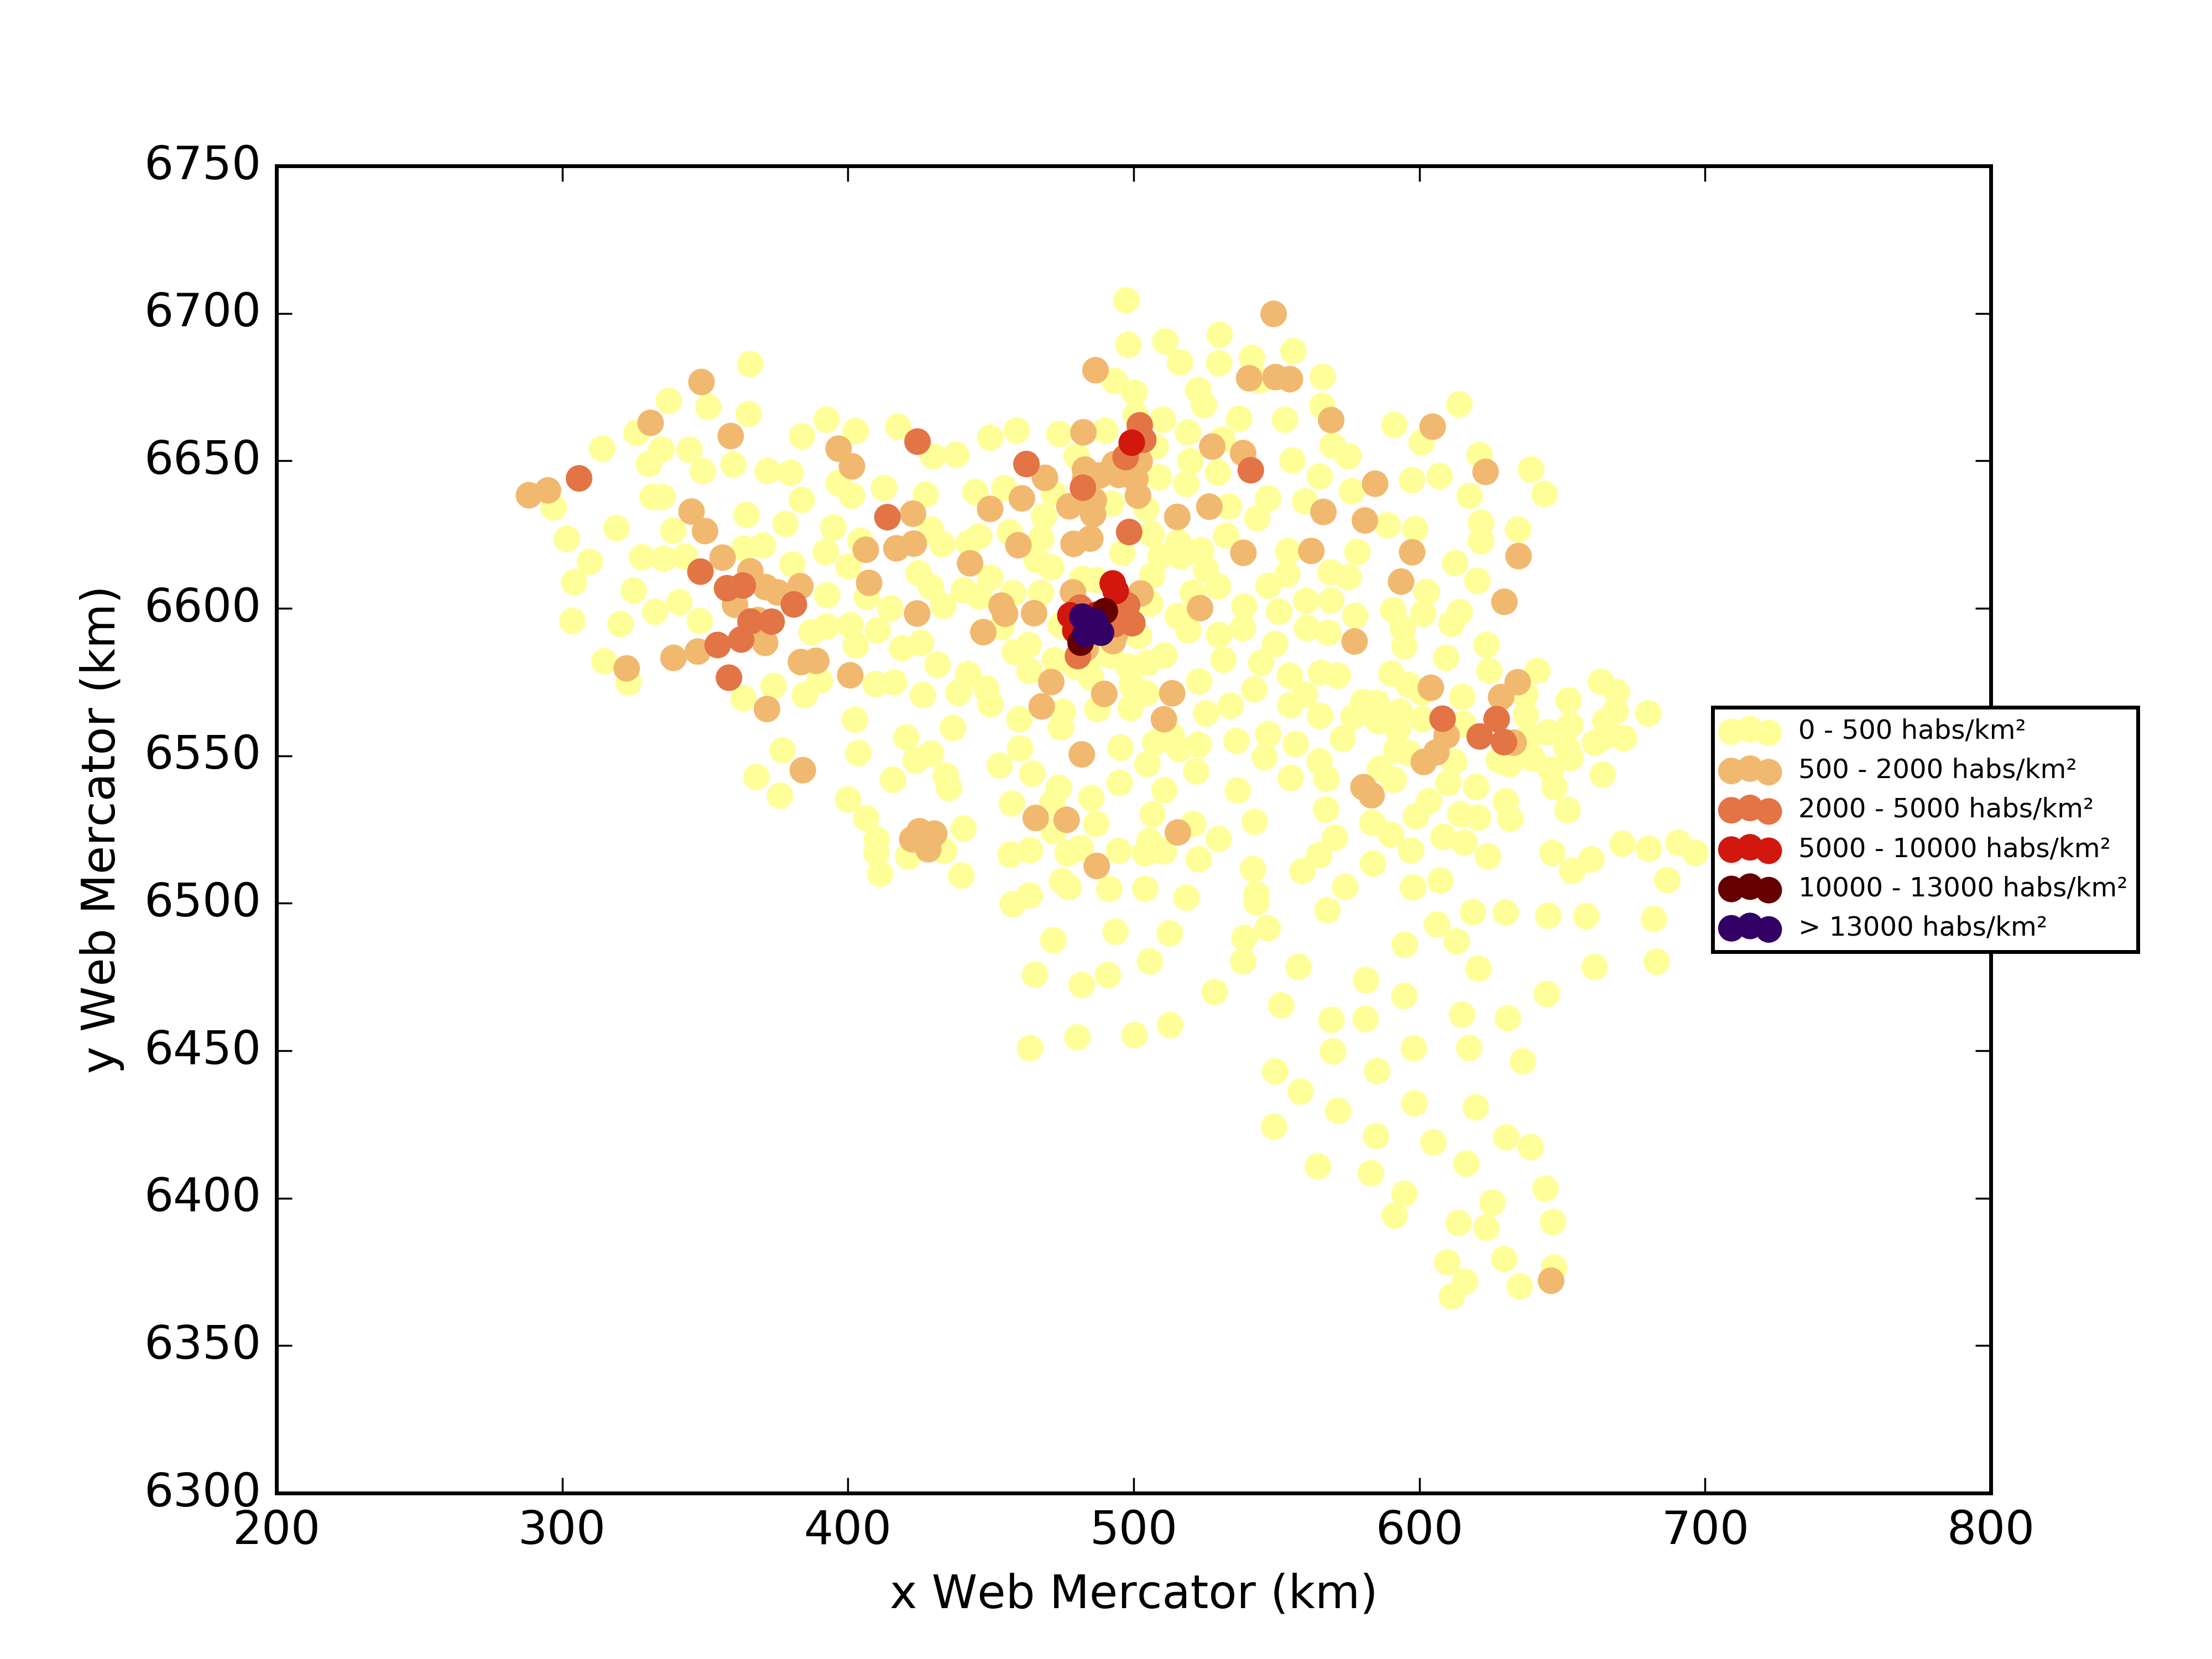 6750
6700
6650
6600
6550
6500
6450
6400
6350
6300
y Web Mercator (km)
0 - 500 habs/km²
500 - 2000 habs/km²
2000 - 5000 habs/km²
5000 - 10000 habs/km²
10000 - 13000 habs/km²
> 13000 habs/km²
200 300 400 500 600 700 800
x Web Mercator (km)